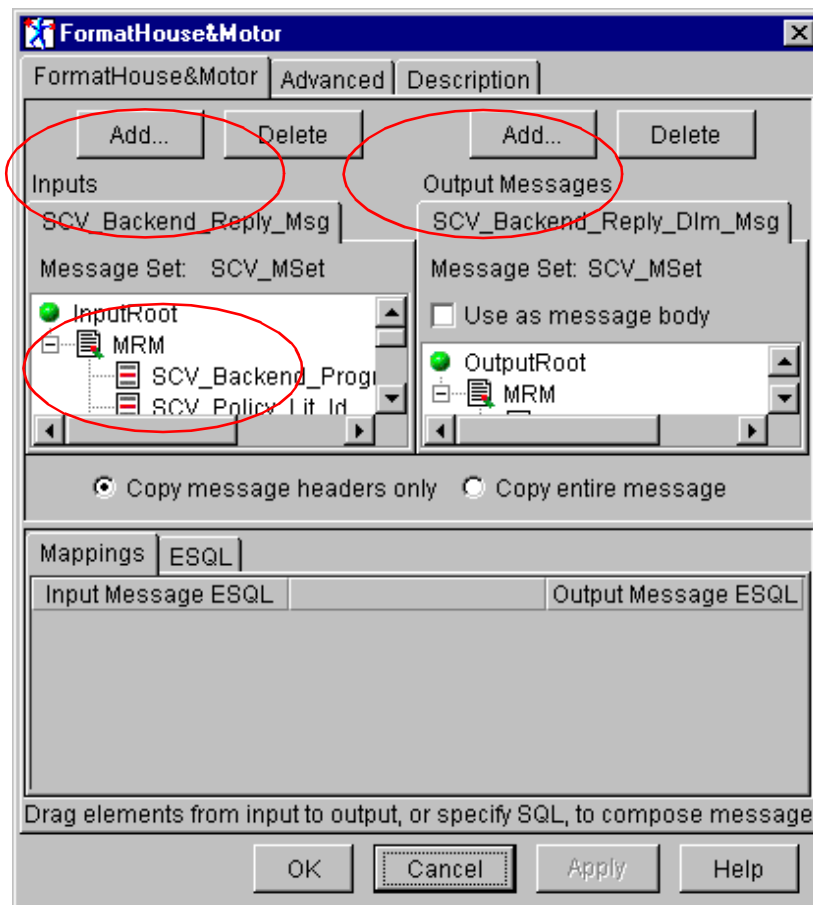 FormatHouse&Motor
FormatHouse&Motor Advanced Description
Add... Delete Add... Delete
Inputs Output Messages
SCV_Backend_Reply_Msg SCV_Backend_Reply_Dlm_Msg
Message Set: SCV_MSet Message Set: SCV_MSet
InputRoot Use as message body
MRM OutputRoot
SCV_Backend_Progr MRM
SCV_Policy_Lit_Id
Copy message headers only Copy entire message
Mappings ESQL
Input Message ESQL Output Message ESQL
Drag elements from input to output, or specify SQL, to compose message
OK Cancel Apply Help